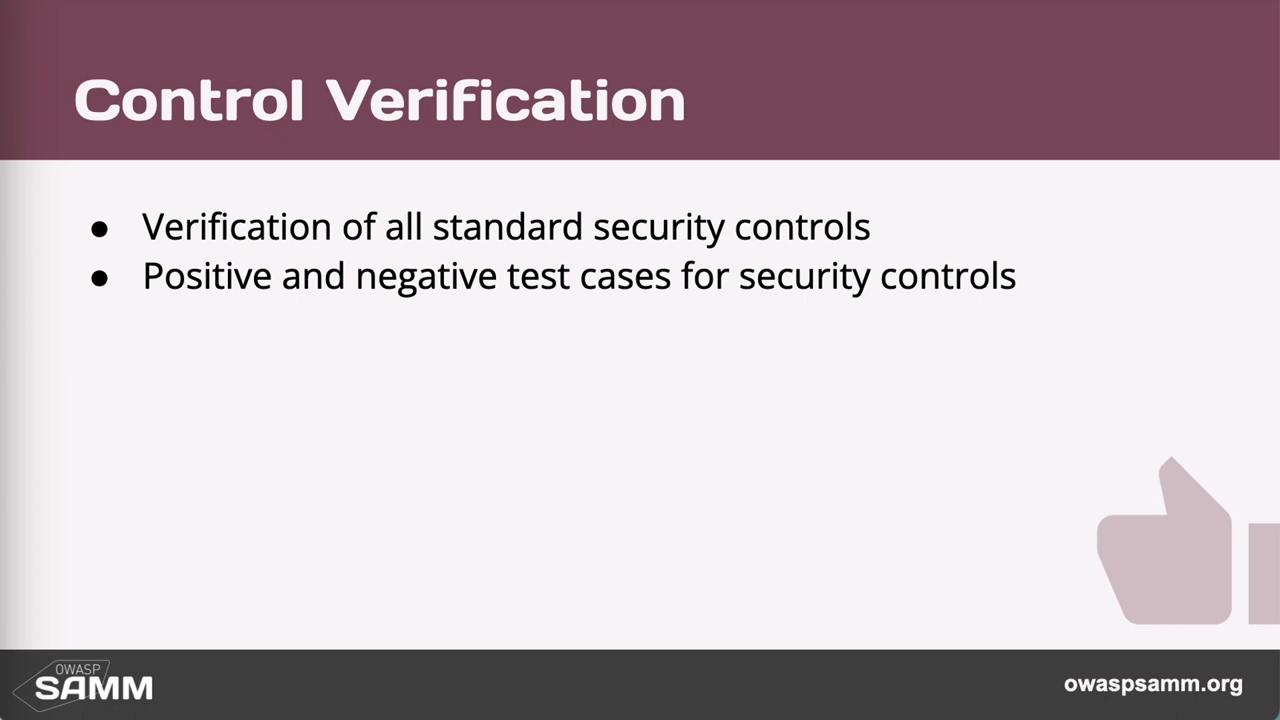 Control Verification
● Verification of all standard security controls
● Positive and negative test cases for security controls
OWASP
SAMM
owaspsamm.org